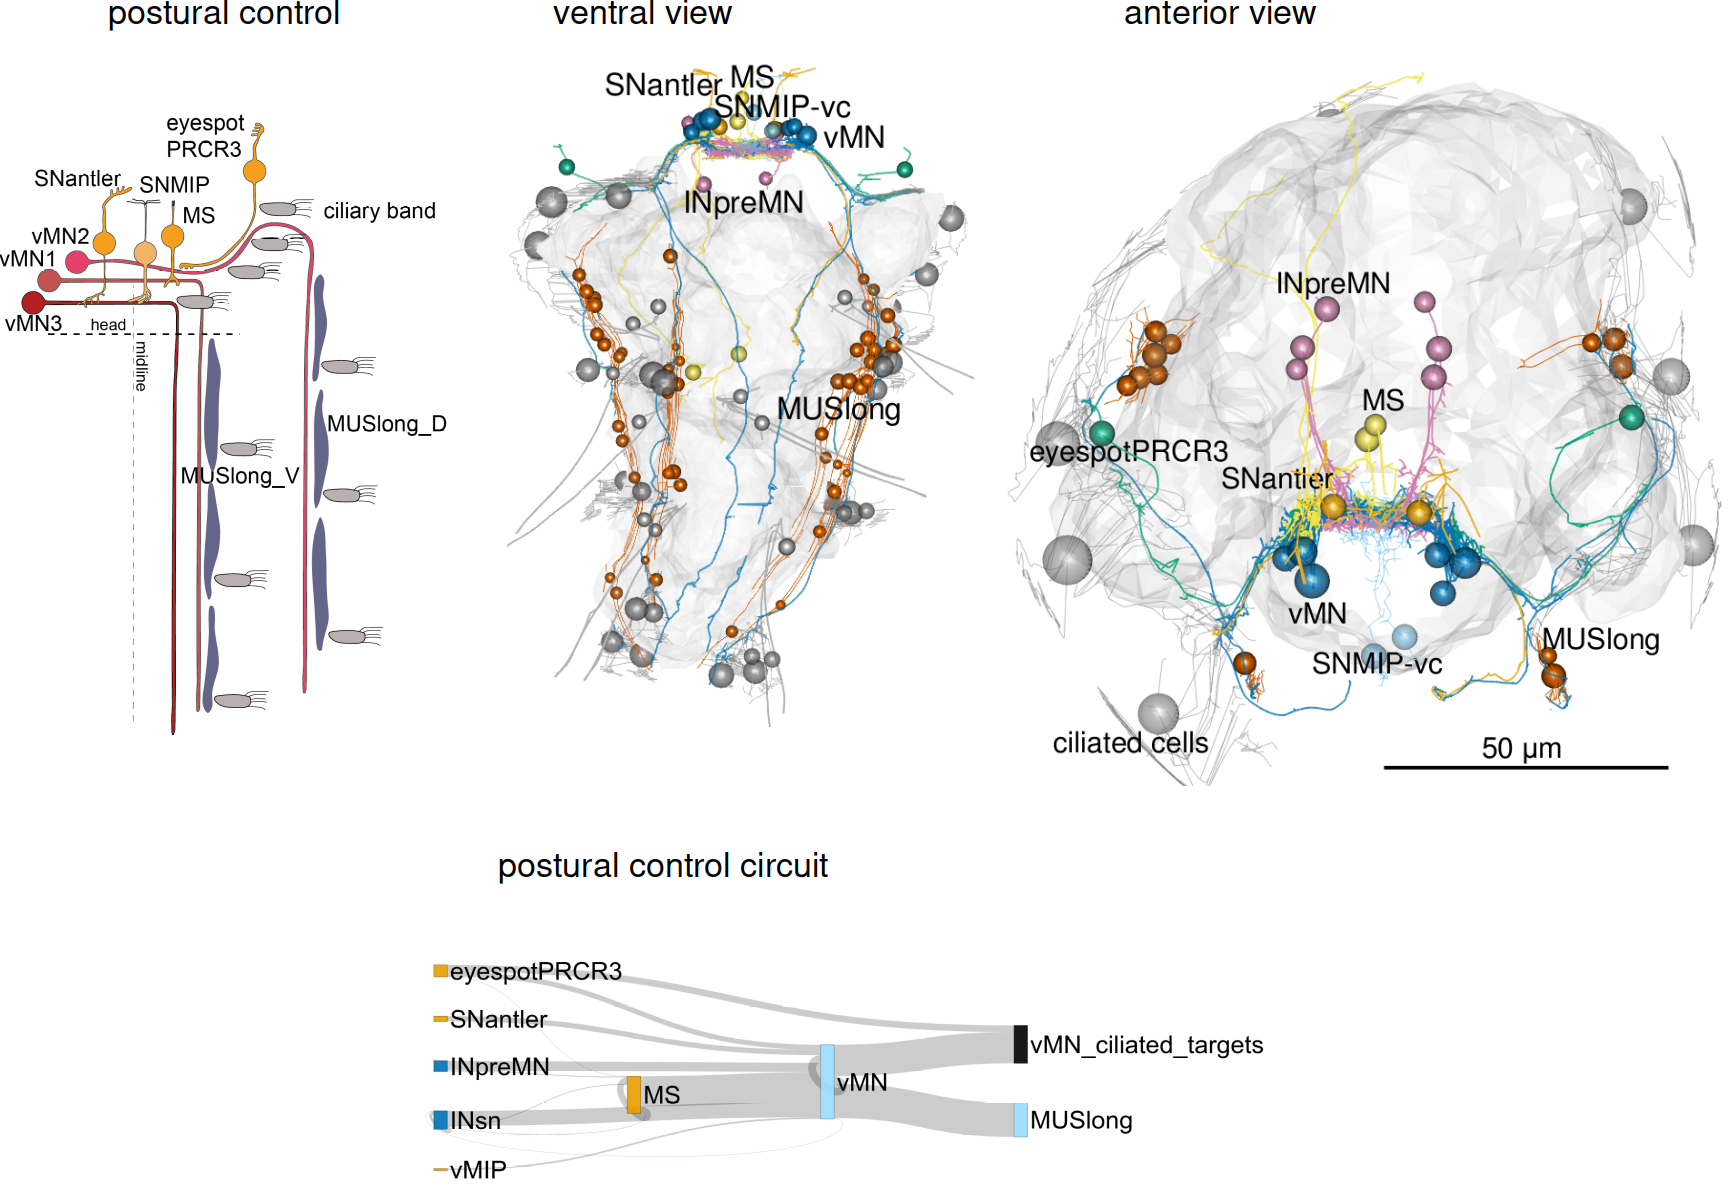 postural control
ventral view
anterior view
eyespot
PRCR3
SNantler
SNMIP
MS
ciliary band
vMN2
vMN1
vMN3
head
midline
MUSlong_D
MUSlong_V
SNantler
MS
SNMIP-vc
vMN
INpreMN
MUSlong
INpreMN
MS
eyespotPRCR3
SNantler
vMN
SNMIP-vc
MUSlong
ciliated cells
50 µm
postural control circuit
eyespotPRCR3
SNantler
INpreMN
INsn
vMIP
MS
vMN
vMN_ciliated_targets
MUSlong